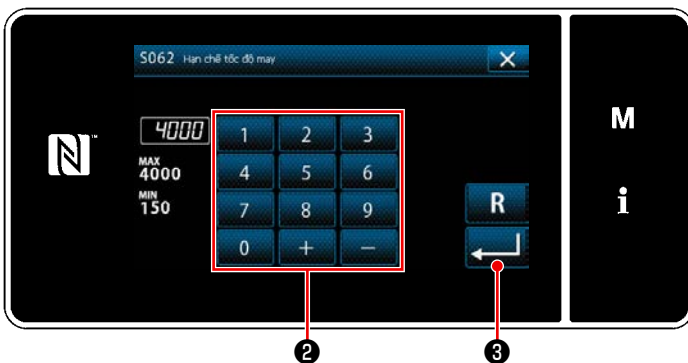 S062 Hạn chế tốc độ may
4000
MAX
4000
MIN
150
1 2 3
4 5 6
7 8 9
0 + −
R
M
i
N™
❷
❸